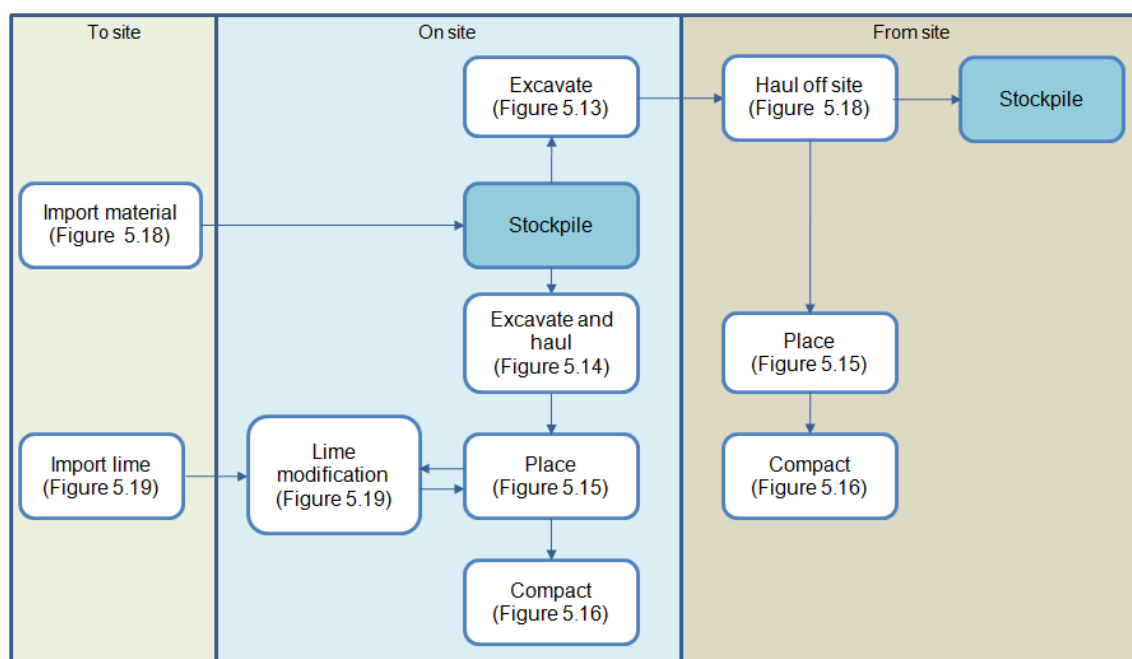 To site
On site
From site
Excavate
(Figure 5.13)
Haul off site
(Figure 5.18)
Stockpile
Import material
(Figure 5.18)
Stockpile
Excavate and
haul
(Figure 5.14)
Place
(Figure 5.15)
Import lime
(Figure 5.19)
Lime
modification
(Figure 5.19)
Place
(Figure 5.15)
Compact
(Figure 5.16)
Compact
(Figure 5.16)